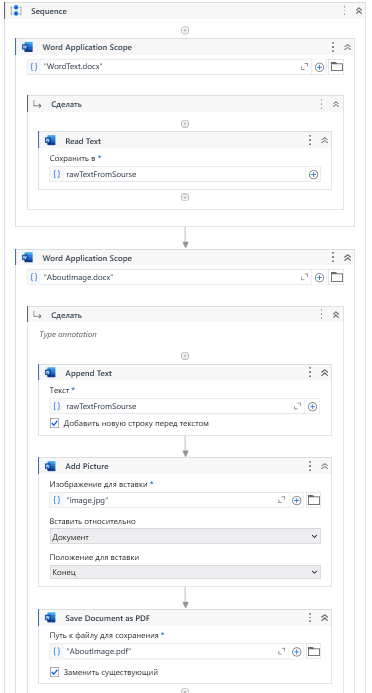 Sequence
Word Application Scope
"WordText.docx"
Сделать
Read Text
Сохранить в *
rawTextFromSourse
Word Application Scope
"AboutImage.docx"
Сделать
Type annotation
Append Text
Текст *
rawTextFromSourse
Добавить новую строку перед текстом
Add Picture
Изображение для вставки *
"image.jpg"
Вставить относительно
Документ
Положение для вставки
Конец
Save Document as PDF
Путь к файлу для сохранения *
"AboutImage.pdf"
Заменить существующий